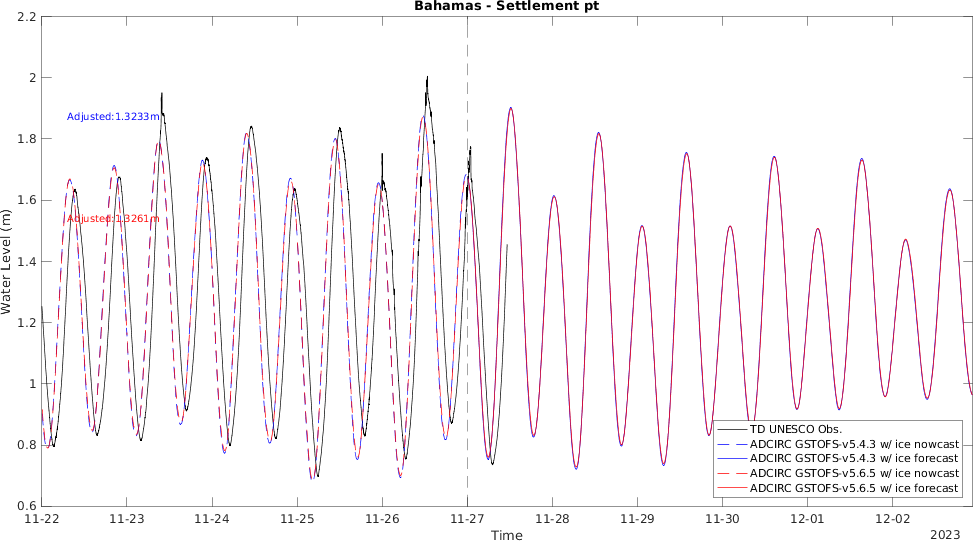 Bahamas - Settlement pt
Water Level (m)
2.2
2
1.8
1.6
1.4
1.2
1
0.8
0.6
Adjusted:1.3233m
Adjusted:1.3261m
TD UNESCO Obs.
ADCIRC GSTOFS-v5.4.3 w/ ice nowcast
ADCIRC GSTOFS-v5.4.3 w/ ice forecast
ADCIRC GSTOFS-v5.6.5 w/ ice nowcast
ADCIRC GSTOFS-v5.6.5 w/ ice forecast
11-22 11-23 11-24 11-25 11-26 11-27 11-28 11-29 11-30 12-01 12-02
Time
2023